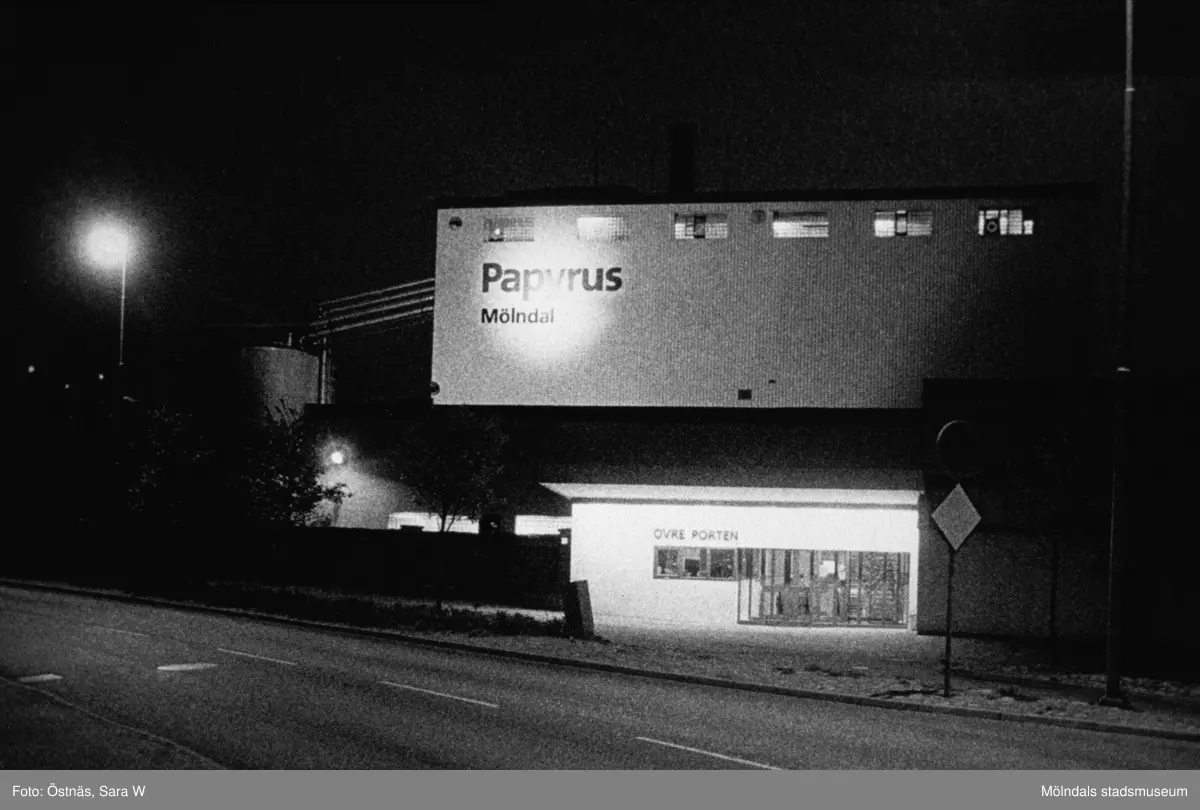 Papyrus
Mölndal
ÖVRE PORTEN
Foto: Östnäs, Sara W
Mölndals stadsmuseum